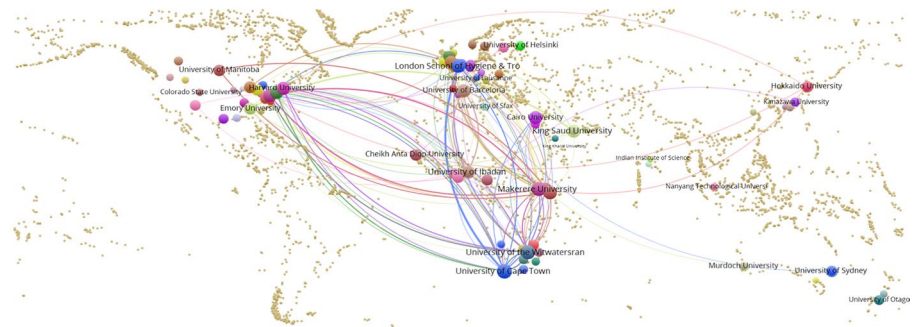 University of Helsinki
London School of Hygiene & Tro
University of Manitoba
University of Lausanne
Hokkaido University
Harvard University
Colorado State University
University of Barcelona
Kanazawa University
Emory University
University of Sfax
Cairo University
King Saud University
King Khalid University
Cheikh Anta Diop University
Indian Institute of Science
University of Ibadan
Makerere University
Nanyang Technological Universi
University of the Witwatersran
Murdoch University
University of Cape Town
University of Sydney
University of Otago